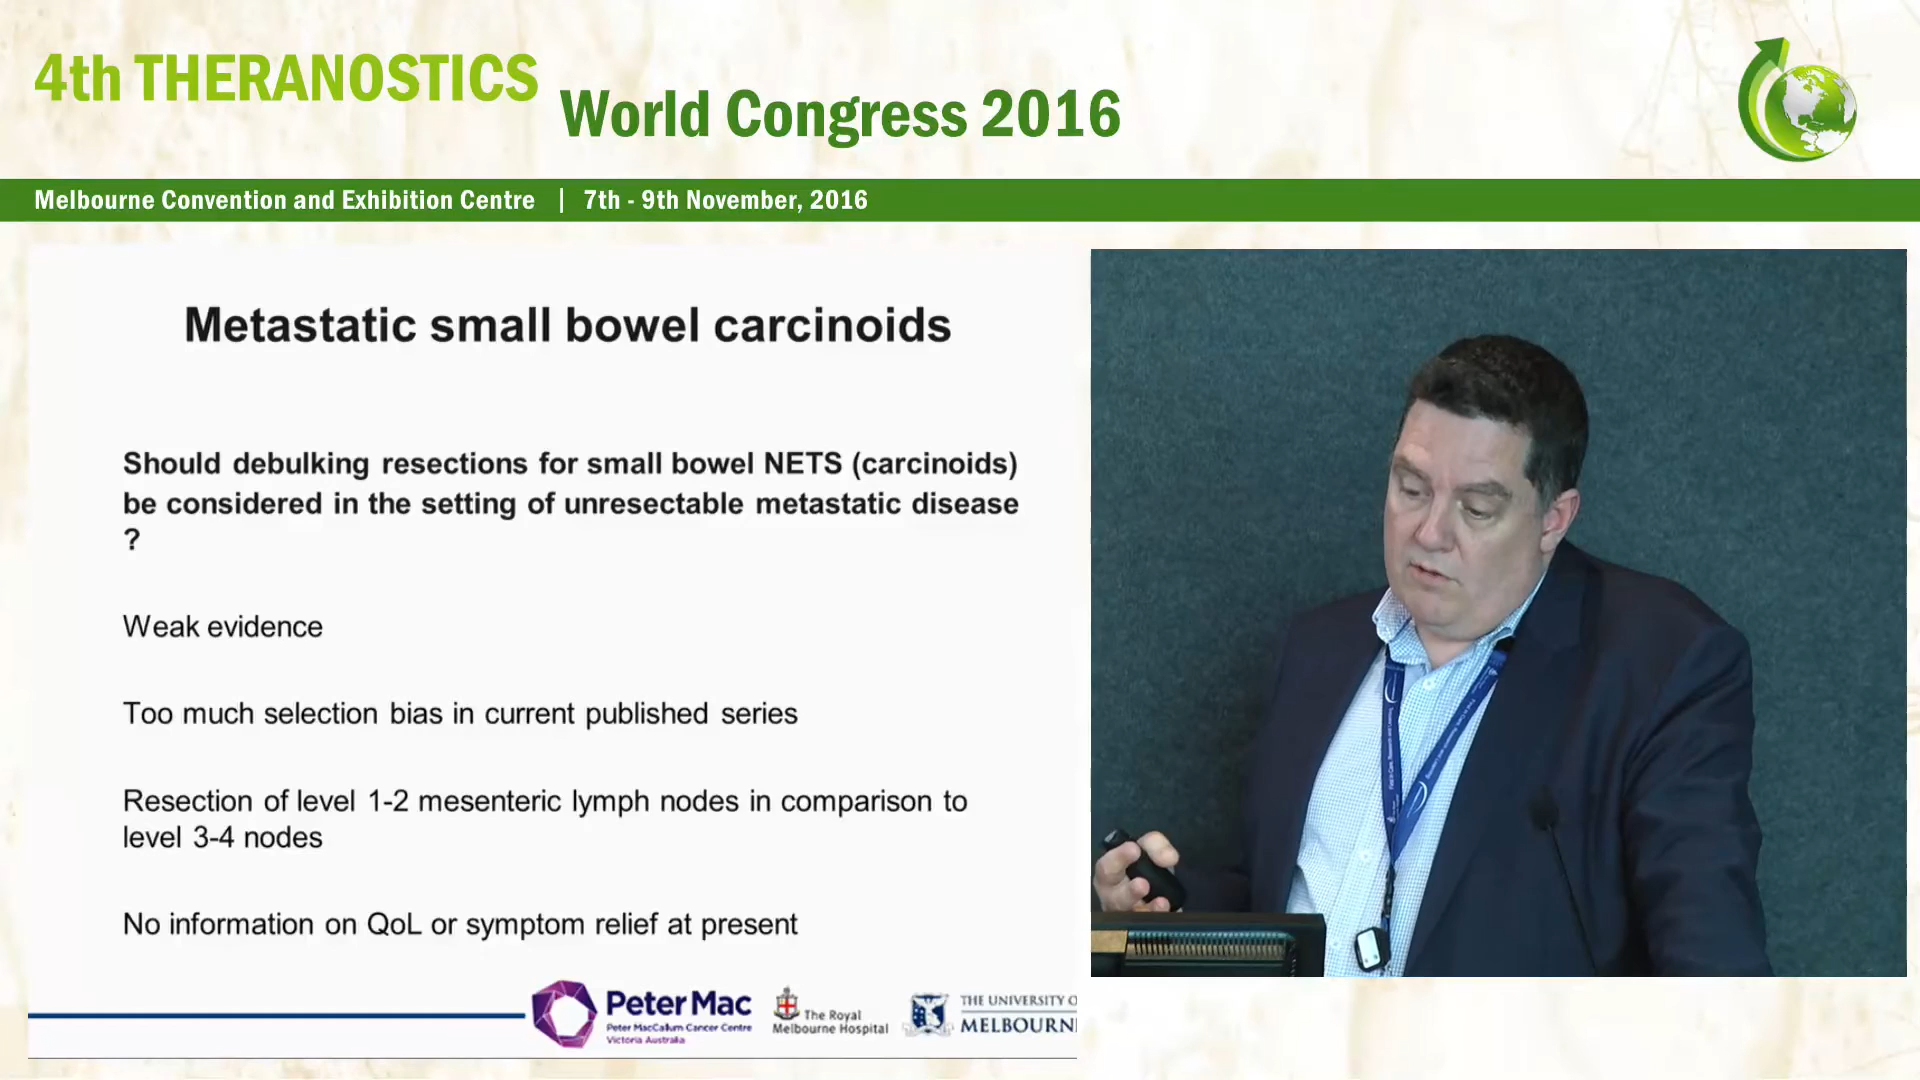 4th THERANOSTICS
World Congress 2016
Melbourne Convention and Exhibition Centre | 7th - 9th November, 2016
Metastatic small bowel carcinoids
Should debulking resections for small bowel NETS (carcinoids)
be considered in the setting of unresectable metastatic disease
?
Weak evidence
Too much selection bias in current published series
Resection of level 1-2 mesenteric lymph nodes in comparison to
level 3-4 nodes
No information on QoL or symptom relief at present
Peter Mac
Peter MacCallum Cancer Centre
Victoria Australia
The Royal
Melbourne Hospital
THE UNIVERSITY O
MELBOURN